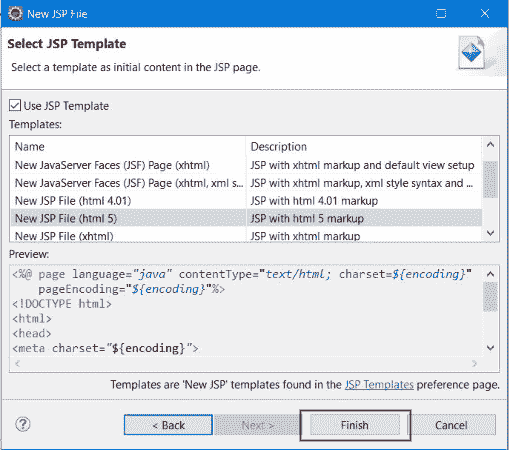 New JSP File
Select JSP Template
Select a template as initial content in the JSP page.
Use JSP Template
Templates:
Name Description
New JavaServer Faces (JSF) Page (xhtml) JSP with xhtml markup and default view setup
New JavaServer Faces (JSF) Page (xhtml, xml s... JSP with xhtml markup, xml style syntax and ...
New JSP File (html 4.01) JSP with html 4.01 markup
New JSP File (html 5) JSP with html 5 markup
New JSP File (xhtml) JSP with xhtml markup
Preview:
<%@ page language="java" contentType="text/html; charset=${encoding}"
pageEncoding="${encoding}"%>
<!DOCTYPE html>
<html>
<head>
<meta charset="${encoding}">
Templates are 'New JSP' templates found in the JSP Templates preference page.
? < Back Next > Finish Cancel